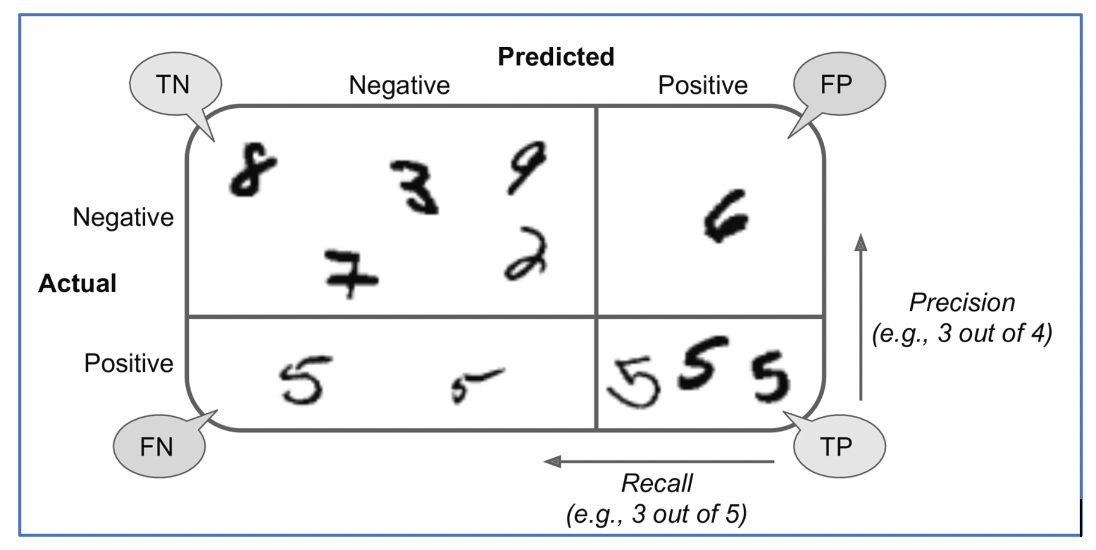 Predicted
TN
Negative
Positive
FP
8
3
9
Negative
6
7
2
Actual
Precision
(e.g., 3 out of 4)
Positive
5
5
5
5
5
FN
TP
Recall
(e.g., 3 out of 5)